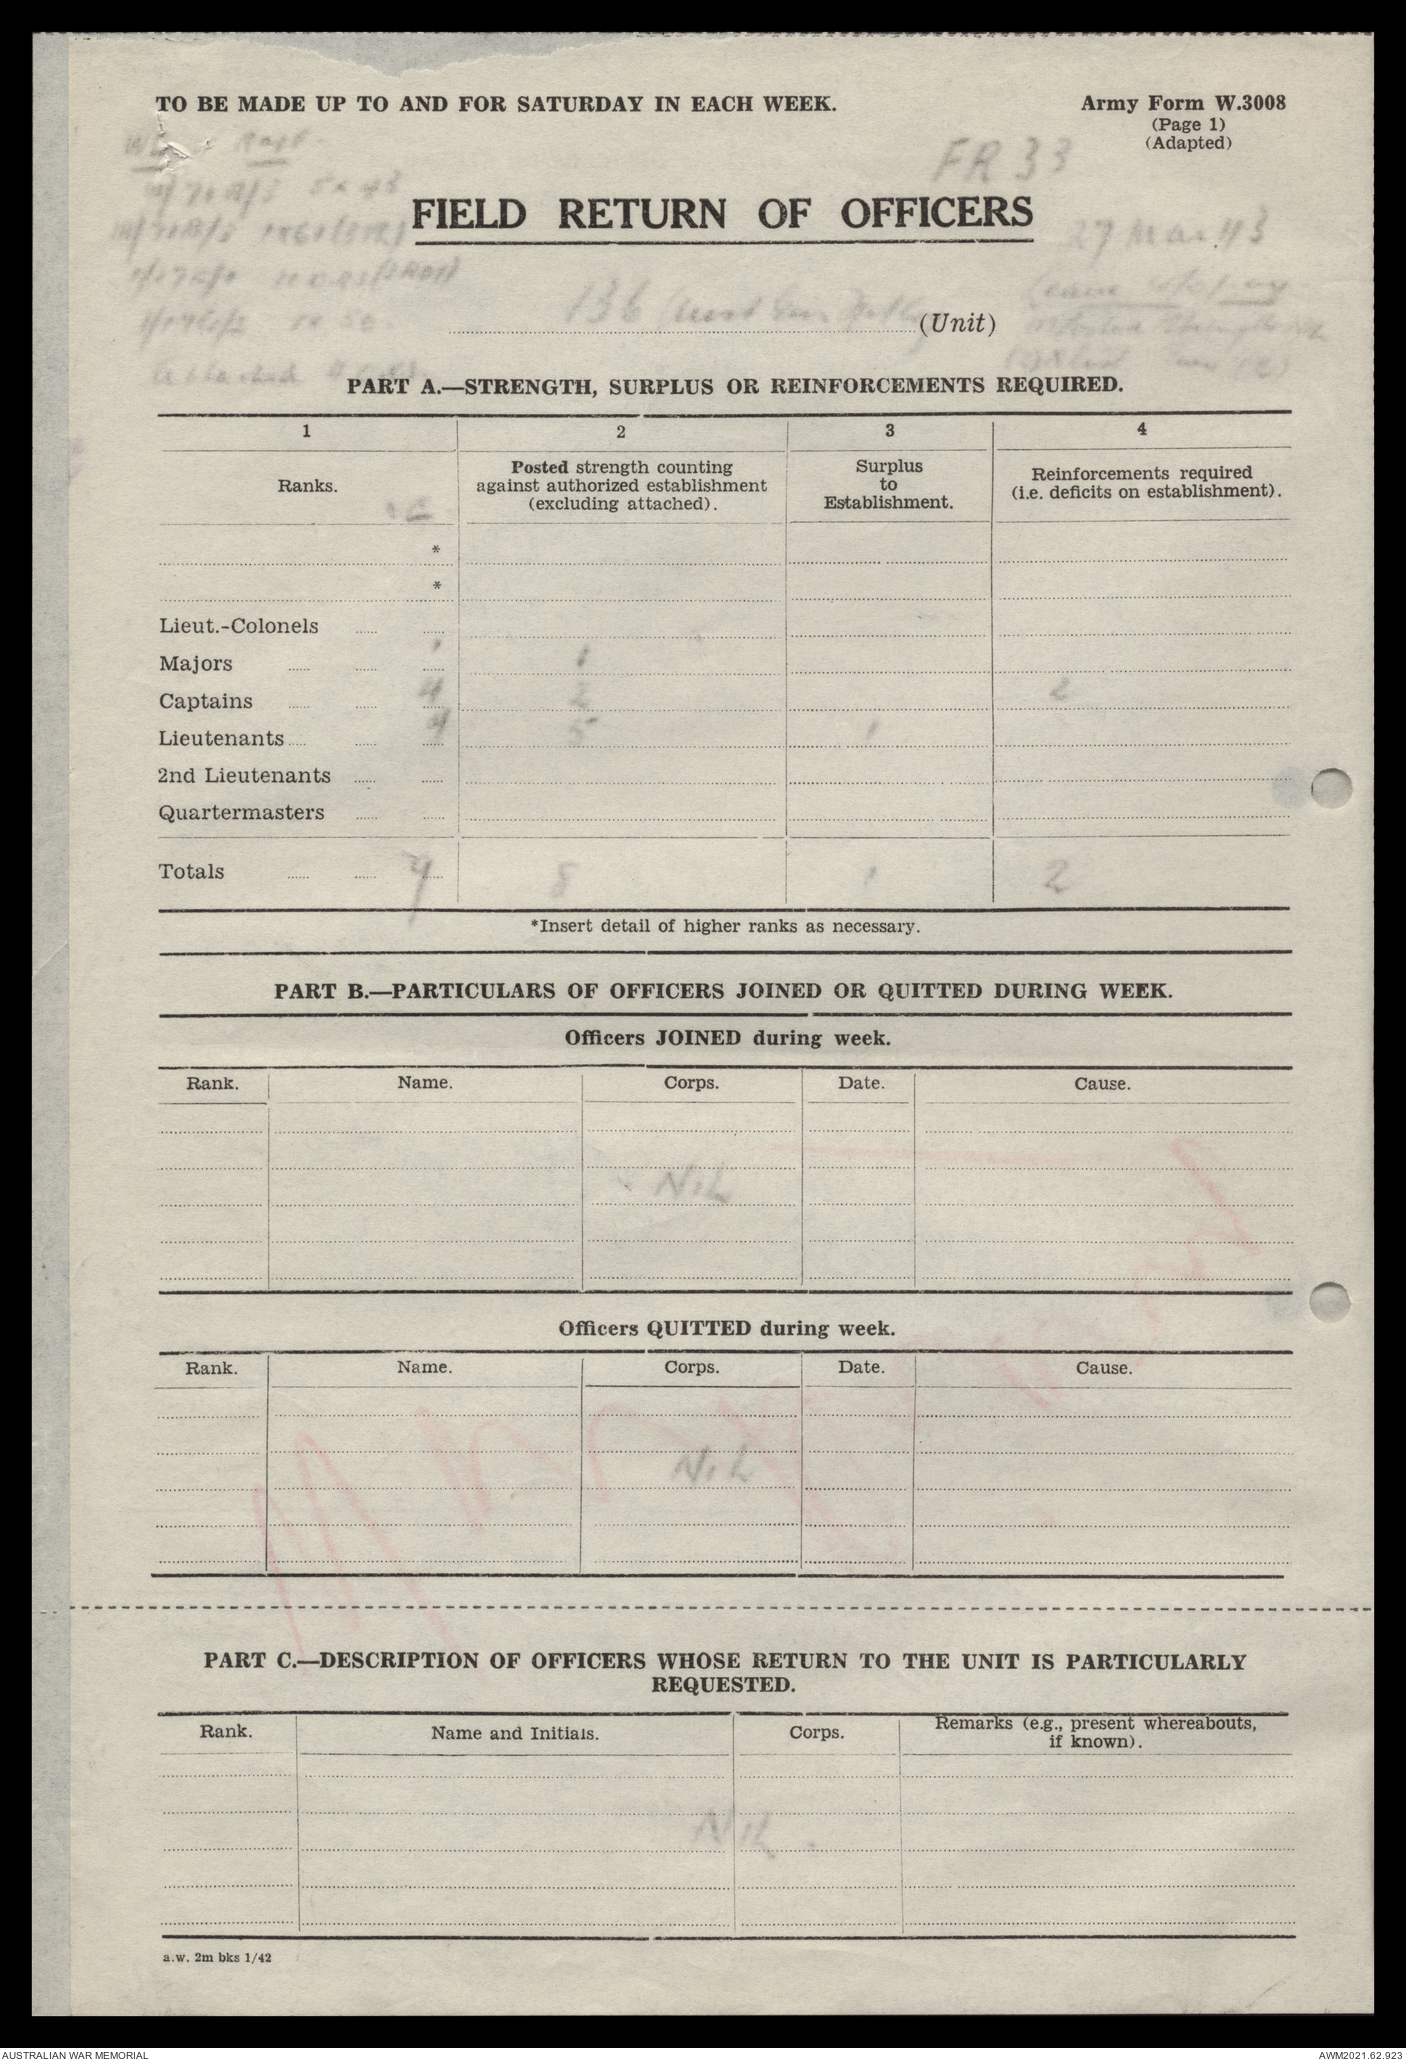 TO BE MADE UP TO AND FOR SATURDAY IN EACH WEEK.
Army Form W.3008
(Page 1)
(Adapted)
FR 33
FIELD RETURN OF OFFICERS
27 Mar 43
136
(Unit)
PART A.—STRENGTH, SURPLUS OR REINFORCEMENTS REQUIRED.
1 2 3 4
Ranks.
Posted strength counting against authorized establishment (excluding attached).
Surplus to Establishment.
Reinforcements required (i.e. deficits on establishment).
*
*
Lieut.-Colonels
Majors 1 1
Captains 4 2 2
Lieutenants 4 5 1
2nd Lieutenants
Quartermasters
Totals 9 8 1 2
*Insert detail of higher ranks as necessary.
PART B.—PARTICULARS OF OFFICERS JOINED OR QUITTED DURING WEEK.
Officers JOINED during week.
Rank. Name. Corps. Date. Cause.
NiL
Officers QUITTED during week.
Rank. Name. Corps. Date. Cause.
NiL
PART C.—DESCRIPTION OF OFFICERS WHOSE RETURN TO THE UNIT IS PARTICULARLY
REQUESTED.
Rank. Name and Initials. Corps. Remarks (e.g., present whereabouts, if known).
NiL.
a.w. 2m bks 1/42
AUSTRALIAN WAR MEMORIAL
AWM2021.62.923